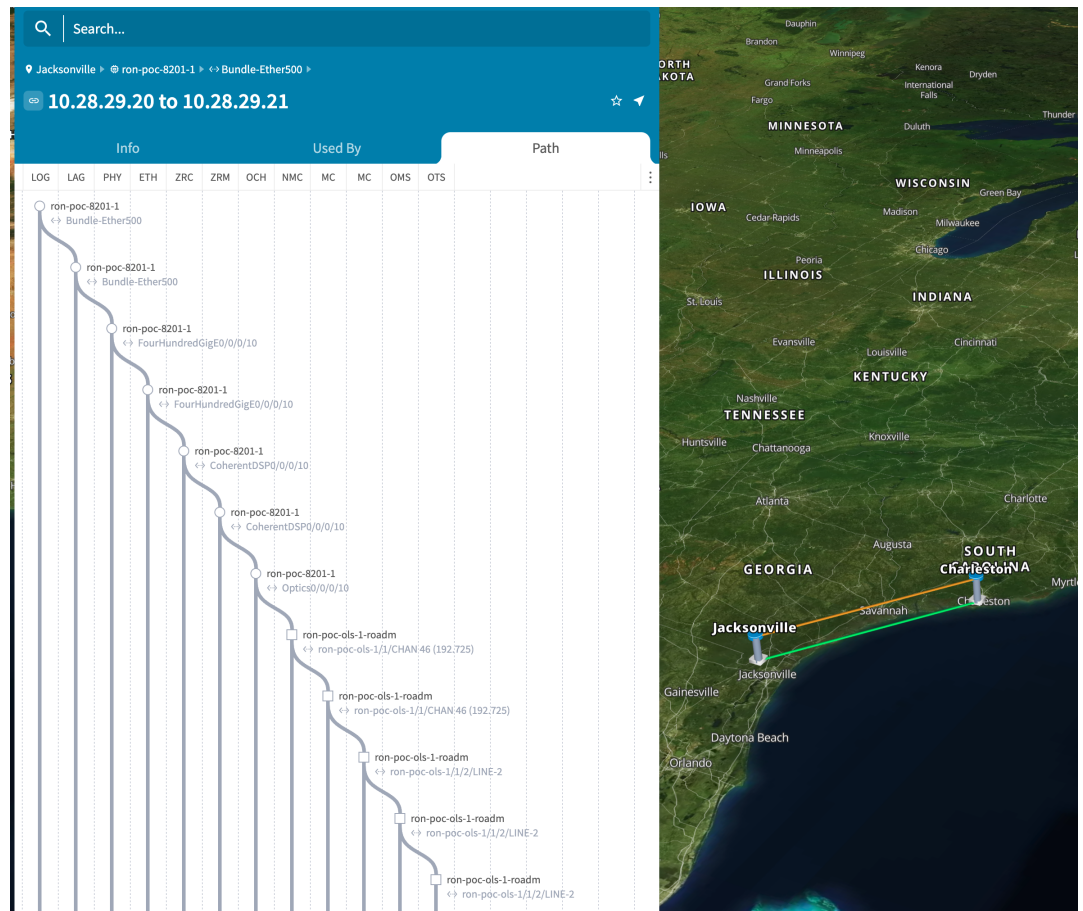 Search...
Jacksonville ron-poc-8201-1 Bundle-Ether500
10.28.29.20 to 10.28.29.21
Info Used By Path
LOG LAG PHY ETH ZRC ZRM OCH NMC MC MC OMS OTS
ron-poc-8201-1
Bundle-Ether500
ron-poc-8201-1
Bundle-Ether500
ron-poc-8201-1
FourHundredGigE0/0/0/10
ron-poc-8201-1
FourHundredGigE0/0/0/10
ron-poc-8201-1
CoherentDSP0/0/0/10
ron-poc-8201-1
CoherentDSP0/0/0/10
ron-poc-8201-1
Optics0/0/0/10
ron-poc-ols-1-roadm
ron-poc-ols-1/1/CHAN 46 (192.725)
ron-poc-ols-1-roadm
ron-poc-ols-1/1/CHAN 46 (192.725)
ron-poc-ols-1-roadm
ron-poc-ols-1/1/2/LINE-2
ron-poc-ols-1-roadm
ron-poc-ols-1/1/2/LINE-2
ron-poc-ols-1-roadm
ron-poc-ols-1/1/2/LINE-2
Dauphin
Brandon
Winnipeg
Kenora
Dryden
Grand Forks
International
Falls
Fargo
Thunder
MINNESOTA
Duluth
Minneapolis
WISCONSIN
Green Bay
IOWA
Cedar Rapids
Madison
Milwaukee
Chicago
Peoria
ILLINOIS
INDIANA
St. Louis
Evansville
Cincinnati
Louisville
KENTUCKY
Nashville
TENNESSEE
Huntsville
Knoxville
Chattanooga
Atlanta
Charlotte
Augusta
SOUTH
CAROLINA
GEORGIA
Charleston
Myrtle
Charleston
Savannah
Jacksonville
Jacksonville
Gainesville
Daytona Beach
Orlando